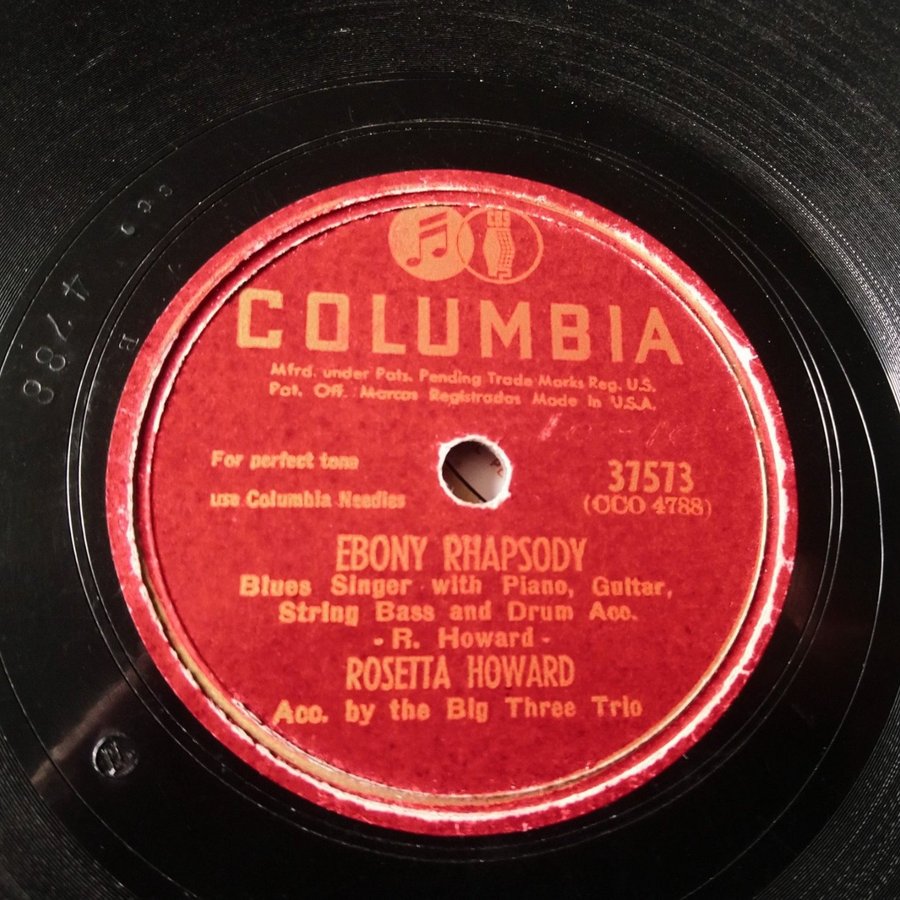 CBS
COLUMBIA
Mfrd. under Pats. Pending Trade Marks Reg. U.S.
Pat. Off. Marcas Registradas Made in U.S.A.
For perfect tone
use Columbia Needles
37573
(CCO 4788)
EBONY RHAPSODY
Blues Singer with Piano, Guitar,
String Bass and Drum Acc.
- R. Howard -
ROSETTA HOWARD
Acc. by the Big Three Trio
CCO 4788